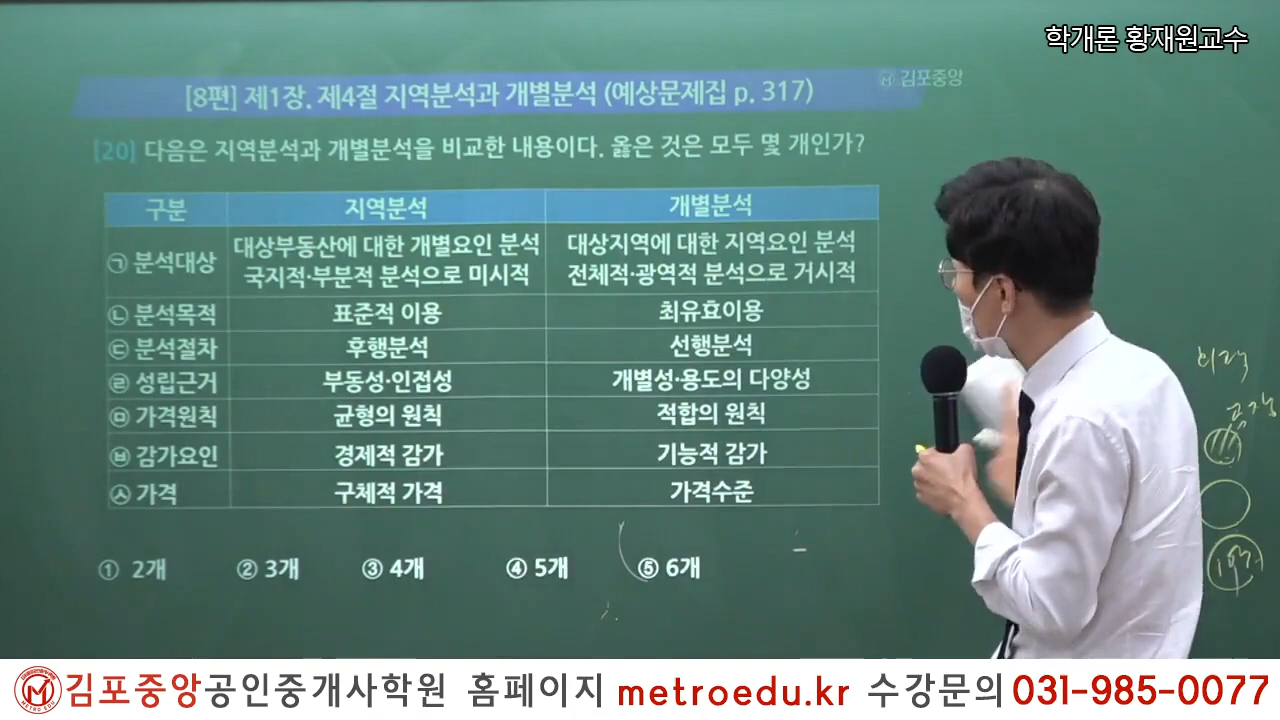 학개론 황재원교수
김포중앙
[8편] 제1장. 제4절 지역분석과 개별분석 (예상문제집 p. 317)
[20] 다음은 지역분석과 개별분석을 비교한 내용이다. 옳은 것은 모두 몇 개인가?
구분 지역분석 개별분석
㉠ 분석대상 대상부동산에 대한 개별요인 분석 대상지역에 대한 지역요인 분석
국지적·부분적 분석으로 미시적 전체적·광역적 분석으로 거시적
㉡ 분석목적 표준적 이용 최유효이용
㉢ 분석절차 후행분석 선행분석
㉣ 성립근거 부동성·인접성 개별성·용도의 다양성
㉤ 가격원칙 균형의 원칙 적합의 원칙
㉥ 감가요인 경제적 감가 기능적 감가
㉦ 가격 구체적 가격 가격수준
① 2개 ② 3개 ③ 4개 ④ 5개 ⑤ 6개
김포중앙공인중개사학원 홈페이지 metroedu.kr 수강문의 031-985-0077
METRO EDU